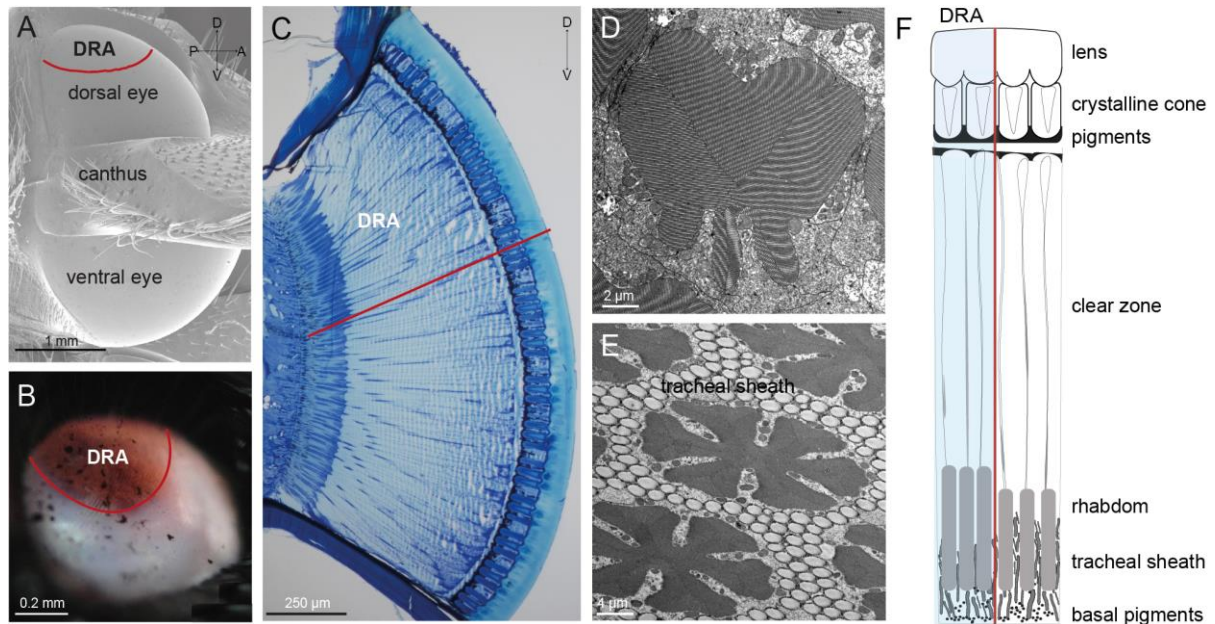 A
DRA
D
P
A
V
dorsal eye
canthus
ventral eye
1 mm
B
DRA
0.2 mm
C
D
V
DRA
250 µm
D
2 µm
E
tracheal sheath
4 µm
F
DRA
lens
crystalline cone
pigments
clear zone
rhabdom
tracheal sheath
basal pigments